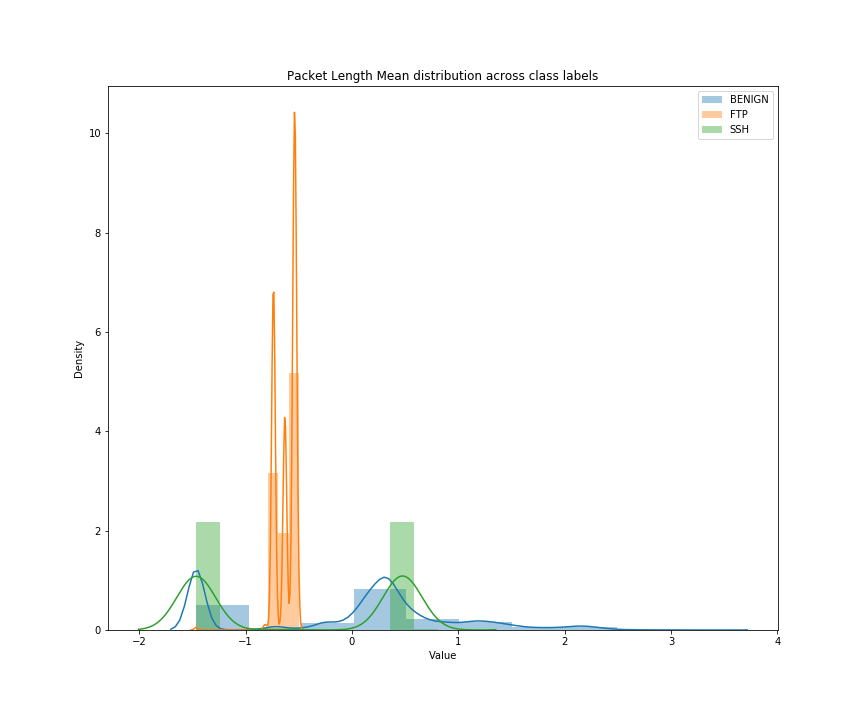 Packet Length Mean distribution across class labels
BENIGN
FTP
SSH
10
8
6
4
2
0
Density
−2
−1
0
1
2
3
4
Value